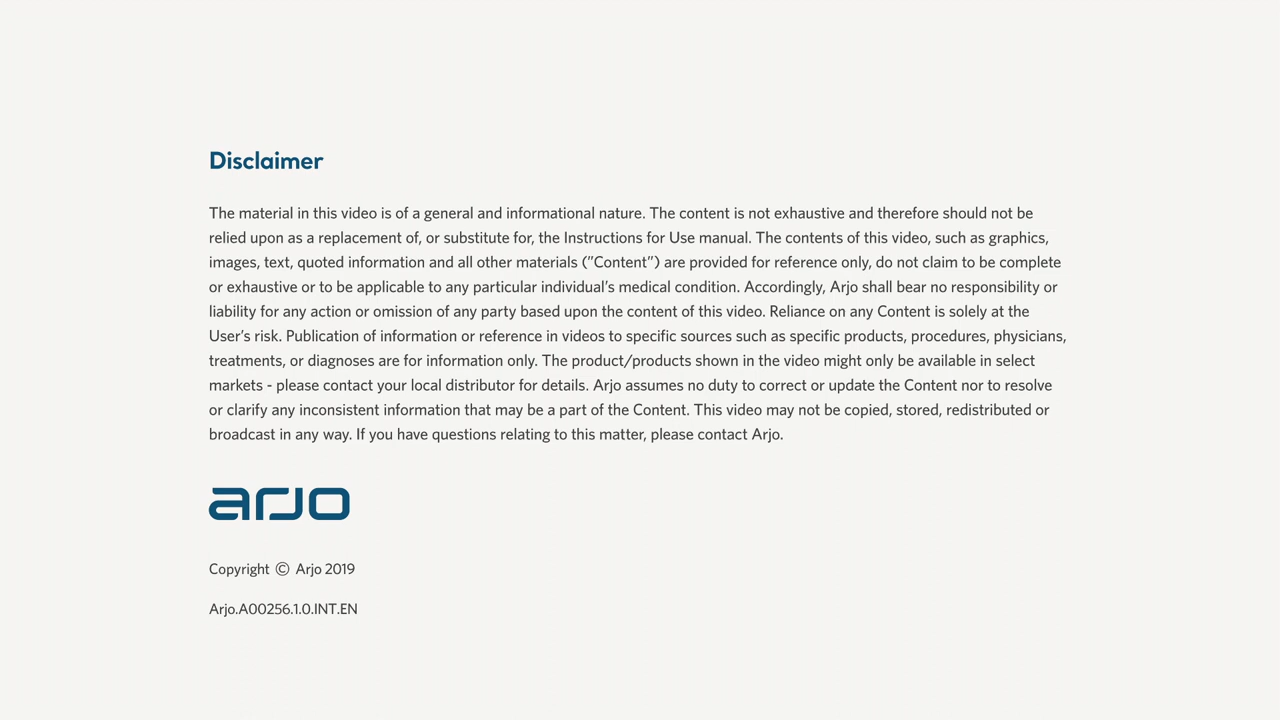 Disclaimer
The material in this video is of a general and informational nature. The content is not exhaustive and therefore should not be
relied upon as a replacement of, or substitute for, the Instructions for Use manual. The contents of this video, such as graphics,
images, text, quoted information and all other materials (”Content”) are provided for reference only, do not claim to be complete
or exhaustive or to be applicable to any particular individual’s medical condition. Accordingly, Arjo shall bear no responsibility or
liability for any action or omission of any party based upon the content of this video. Reliance on any Content is solely at the
User’s risk. Publication of information or reference in videos to specific sources such as specific products, procedures, physicians,
treatments, or diagnoses are for information only. The product/products shown in the video might only be available in select
markets - please contact your local distributor for details. Arjo assumes no duty to correct or update the Content nor to resolve
or clarify any inconsistent information that may be a part of the Content. This video may not be copied, stored, redistributed or
broadcast in any way. If you have questions relating to this matter, please contact Arjo.
arjo
Copyright © Arjo 2019
Arjo.A00256.1.0.INT.EN